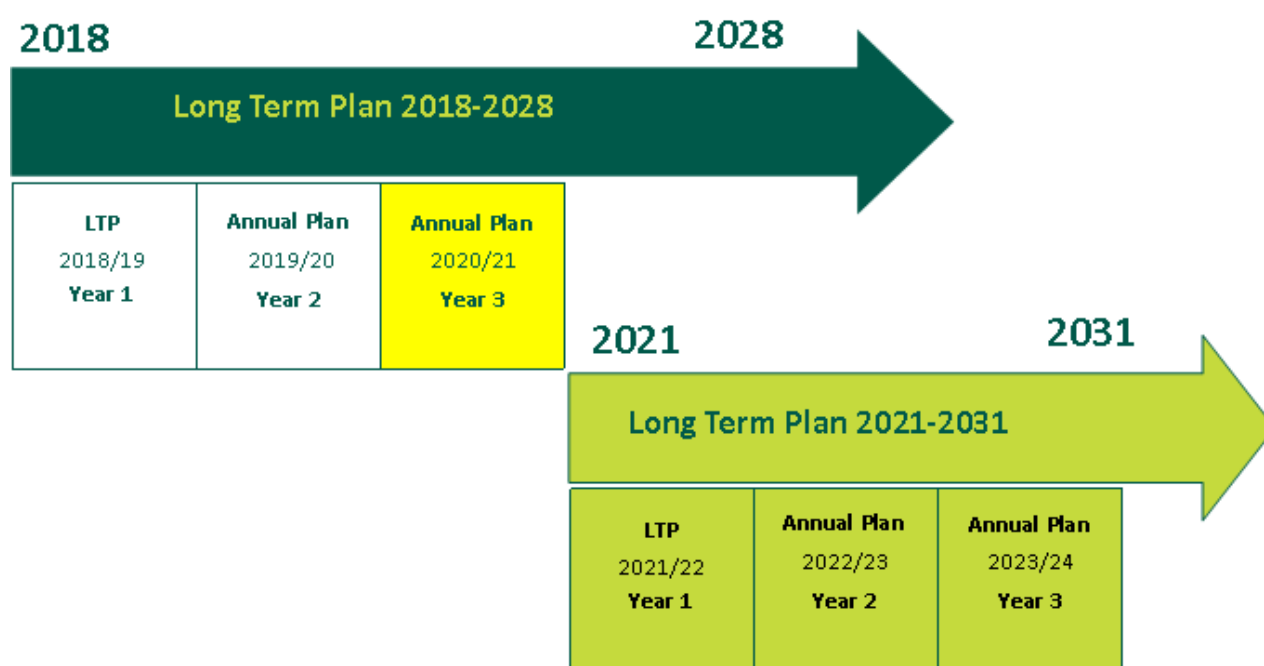 2018
2028
Long Term Plan 2018-2028
LTP
2018/19
Year 1
Annual Plan
2019/20
Year 2
Annual Plan
2020/21
Year 3
2021
2031
Long Term Plan 2021-2031
LTP
2021/22
Year 1
Annual Plan
2022/23
Year 2
Annual Plan
2023/24
Year 3